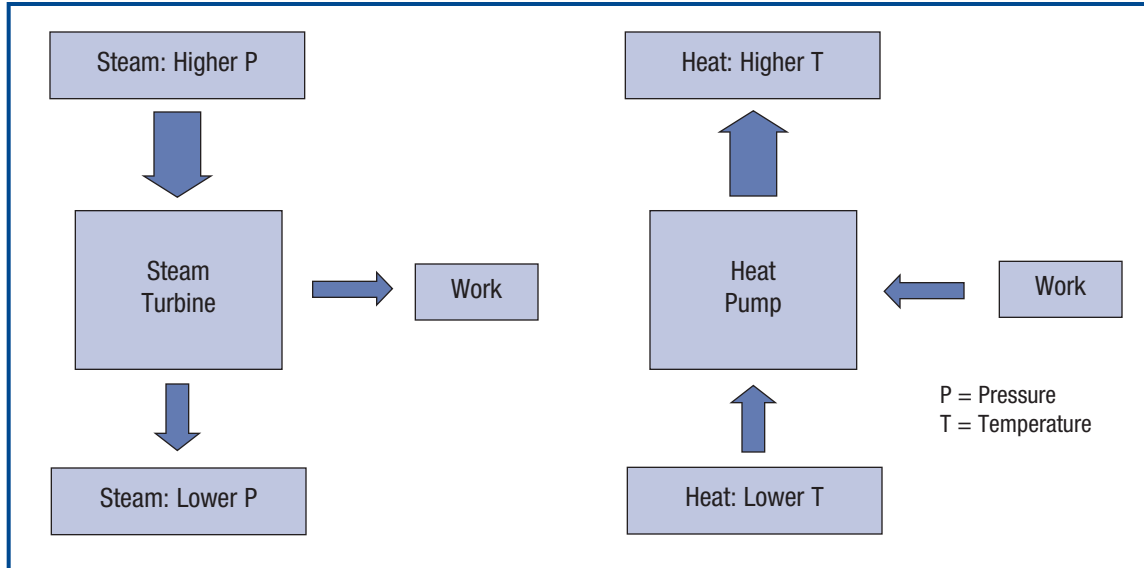 Steam: Higher P
Steam
Turbine
Work
Steam: Lower P
Heat: Higher T
Heat
Pump
Work
Heat: Lower T
P = Pressure
T = Temperature